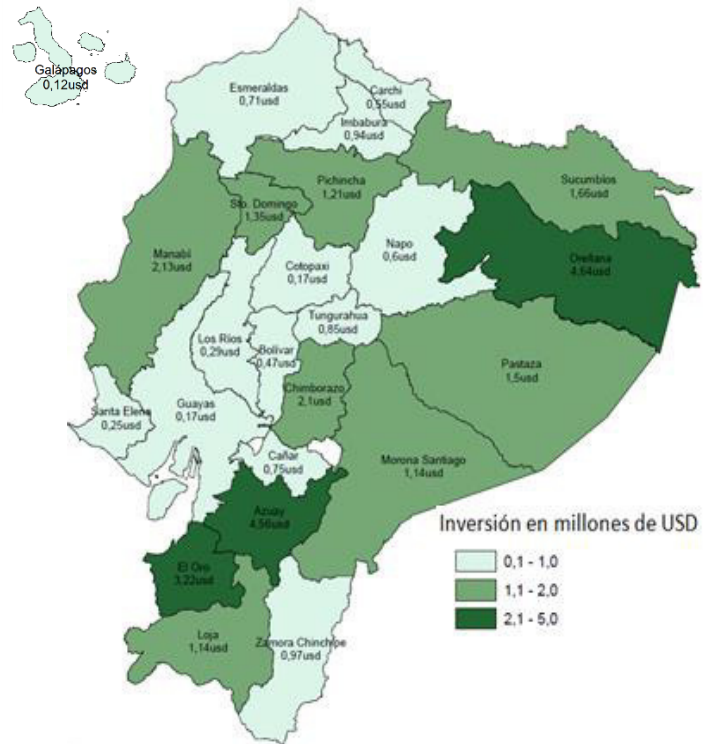 Galápagos
0,12usd
Esmeraldas
0,71usd
Carchi
0,55usd
Imbabura
0,94usd
Pichincha
1,21usd
Sucumbíos
1,66usd
Sto. Domingo
1,35usd
Manabí
2,13usd
Napo
0,6usd
Orellana
4,64usd
Cotopaxi
0,17usd
Tungurahua
0,85usd
Los Ríos
0,29usd
Bolívar
0,47usd
Pastaza
1,5usd
Chimborazo
2,1usd
Guayas
0,17usd
Santa Elena
0,25usd
Cañar
0,75usd
Morona Santiago
1,14usd
Azuay
4,56usd
El Oro
3,22usd
Loja
1,14usd
Zamora Chinchipe
0,97usd
Inversión en millones de USD
0,1 - 1,0
1,1 - 2,0
2,1 - 5,0